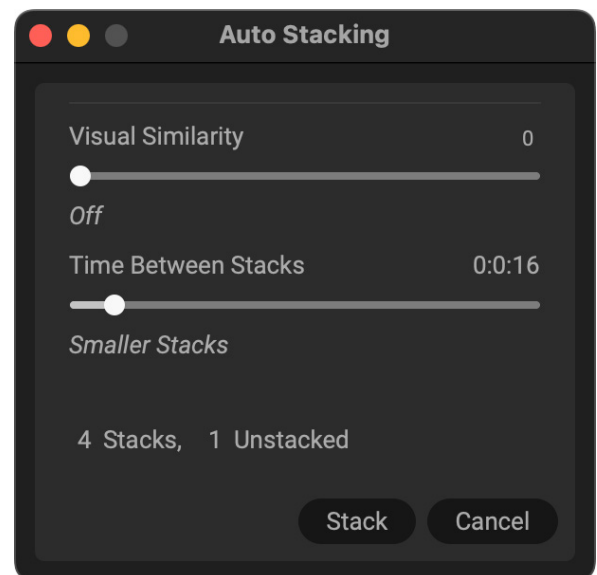 Auto Stacking
Visual Similarity 0
Off
Time Between Stacks 0:0:16
Smaller Stacks
4 Stacks, 1 Unstacked
Stack Cancel